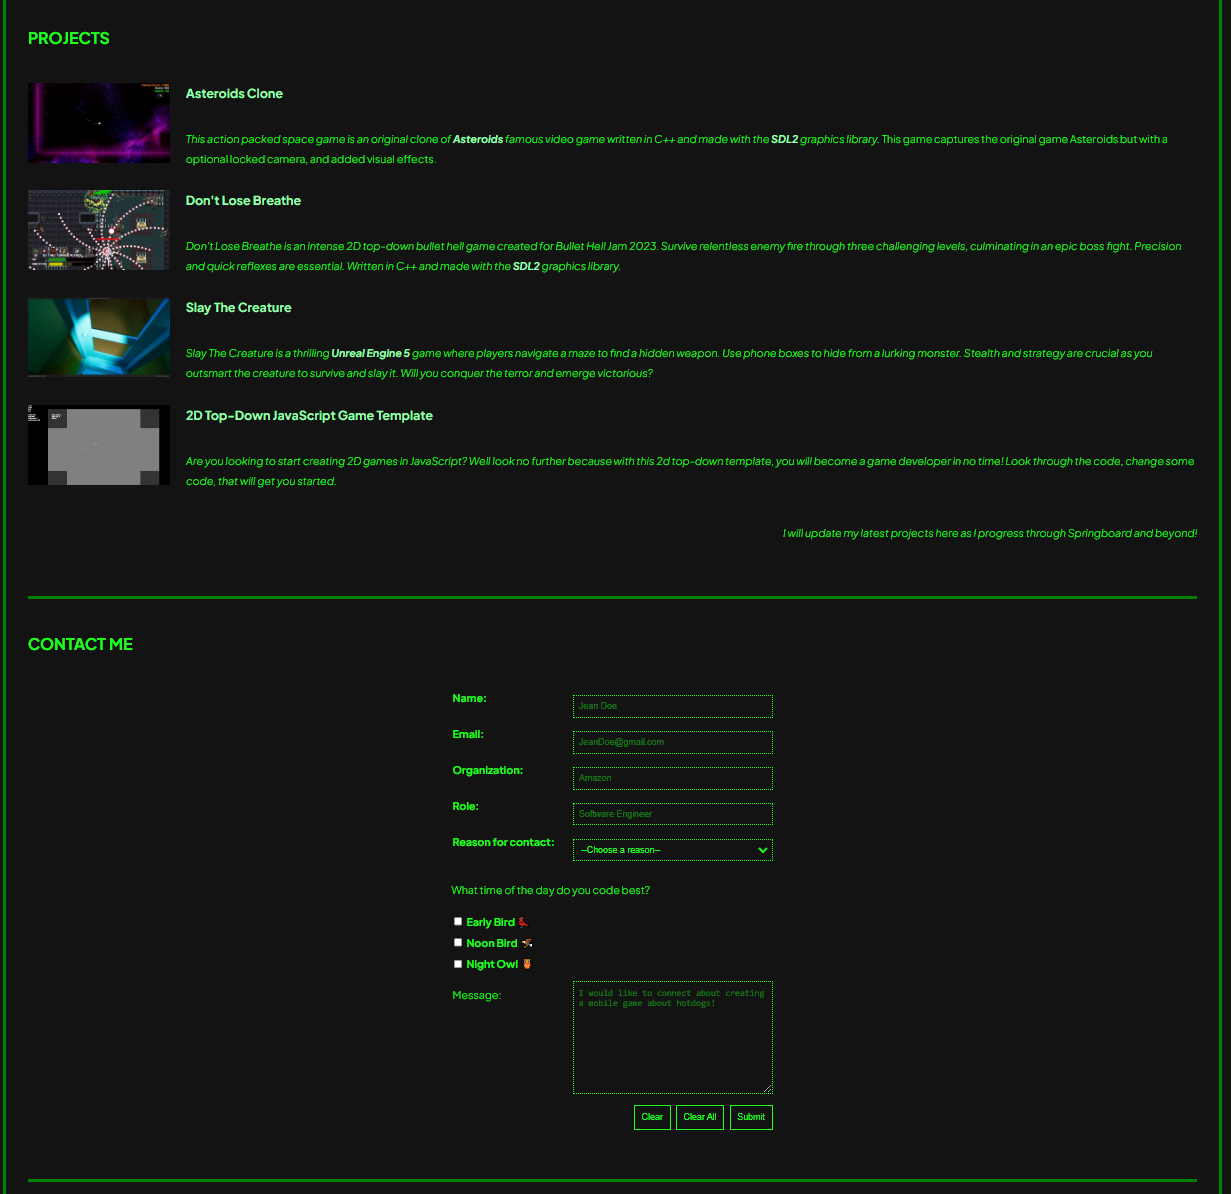 PROJECTS
Asteroids Clone
This action packed space game is an original clone of Asteroids famous video game written in C++ and made with the SDL2 graphics library. This game captures the original game Asteroids but with a
optional locked camera, and added visual effects.
Don't Lose Breathe
Don't Lose Breathe is an intense 2D top-down bullet hell game created for Bullet Hell Jam 2023. Survive relentless enemy fire through three challenging levels, culminating in an epic boss fight. Precision
and quick reflexes are essential. Written in C++ and made with the SDL2 graphics library.
Slay The Creature
Slay The Creature is a thrilling Unreal Engine 5 game where players navigate a maze to find a hidden weapon. Use phone boxes to hide from a lurking monster. Stealth and strategy are crucial as you
outsmart the creature to survive and slay it. Will you conquer the terror and emerge victorious?
2D Top-Down JavaScript Game Template
Are you looking to start creating 2D games in JavaScript? Well look no further because with this 2d top-down template, you will become a game developer in no time! Look through the code, change some
code, that will get you started.
I will update my latest projects here as I progress through Springboard and beyond!
CONTACT ME
Name:
Jean Doe
Email:
JeanDoe@gmail.com
Organization:
Amazon
Role:
Software Engineer
Reason for contact:
--Choose a reason--
What time of the day do you code best?
Early Bird
Noon Bird
Night Owl
Message:
I would like to connect about creating
a mobile game about hotdogs!
Clear
Clear All
Submit